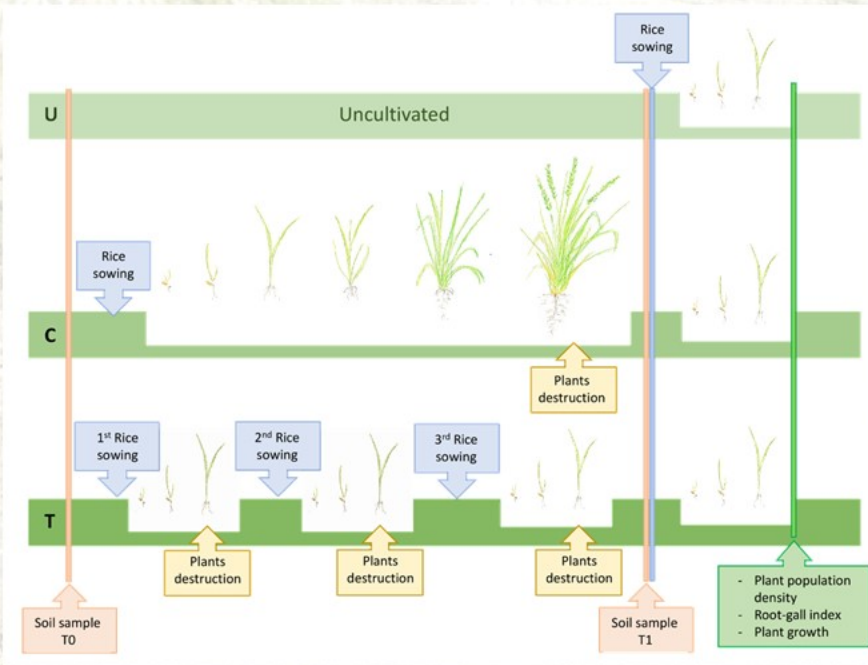 Rice
sowing
U
Uncultivated
Rice
sowing
C
Plants
destruction
1st Rice
sowing
2nd Rice
sowing
3rd Rice
sowing
T
Plants
destruction
Plants
destruction
Plants
destruction
Soil sample
T0
Soil sample
T1
- Plant population
density
- Root-gall index
- Plant growth